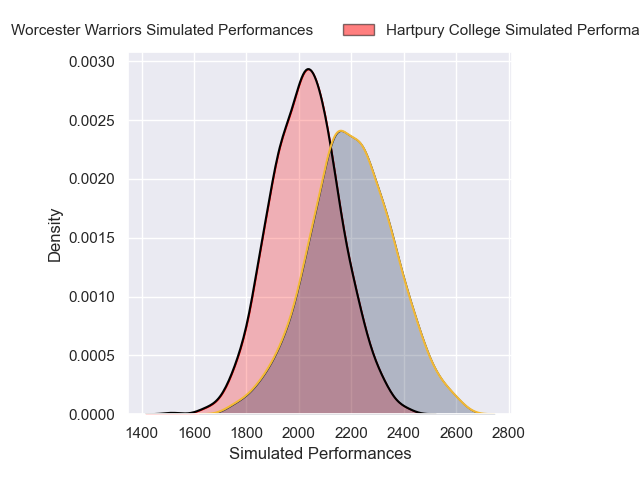 Worcester Warriors Simulated Performances
Hartpury College Simulated Performa
0.0030
0.0025
0.0020
0.0015
0.0010
0.0005
0.0000
Density
1400 1600 1800 2000 2200 2400 2600 2800
Simulated Performances